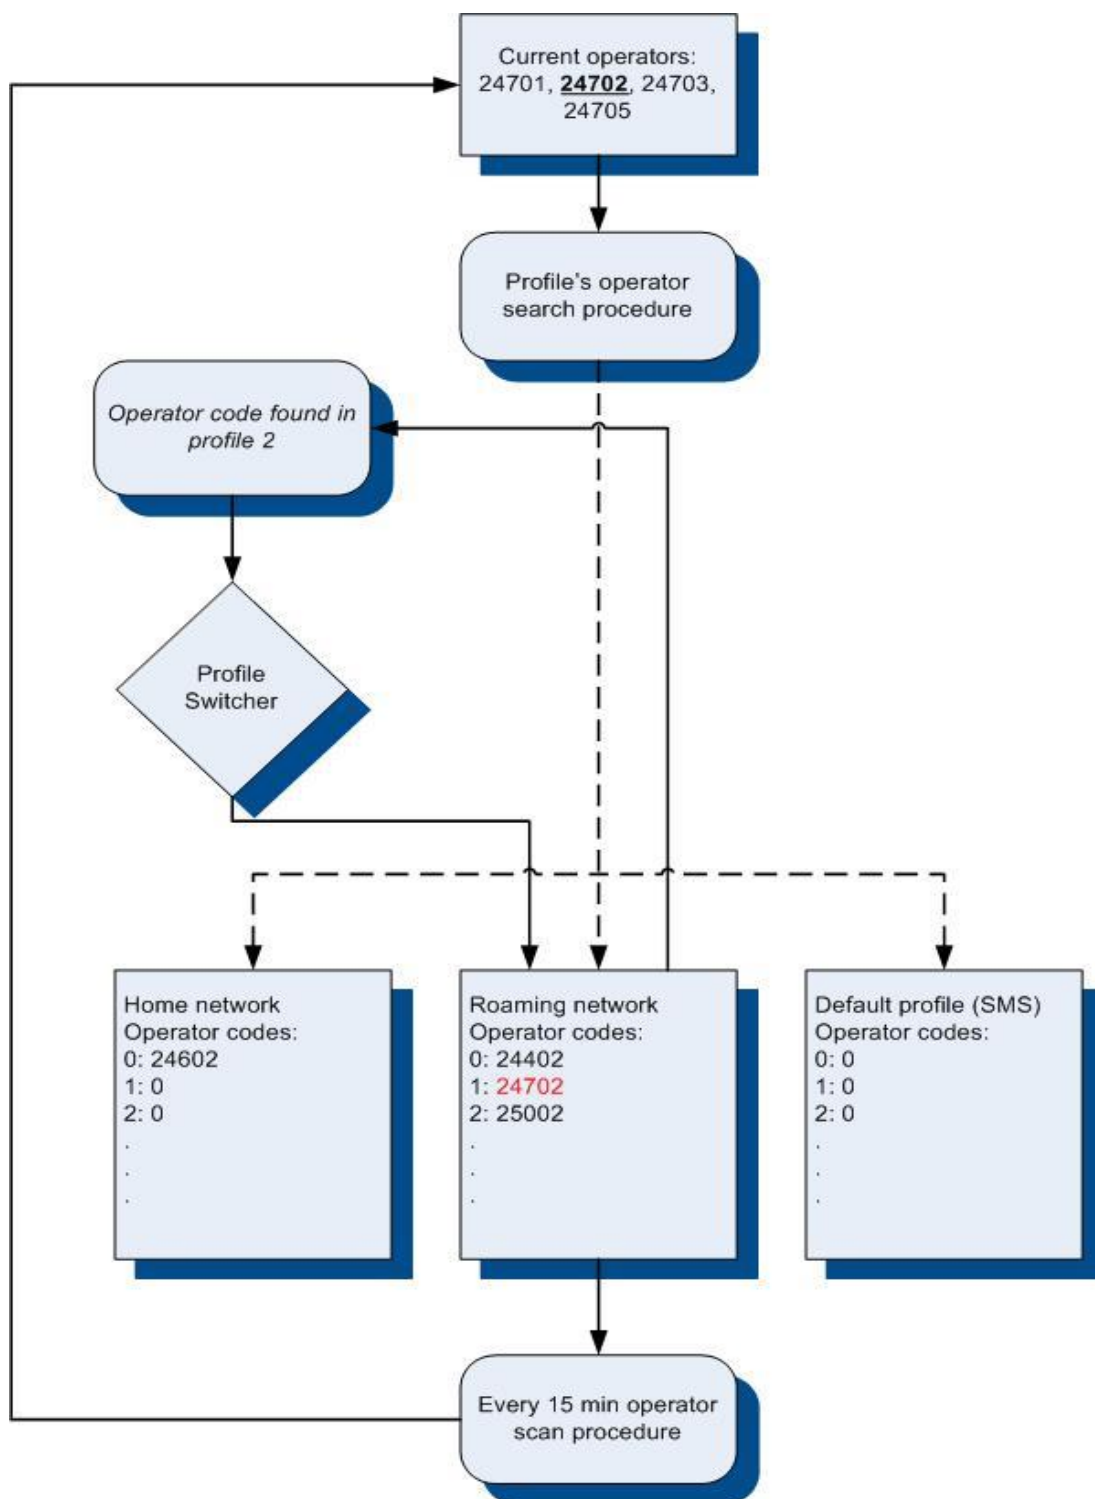 Current operators:
24701, 24702, 24703,
24705
Profile's operator
search procedure
Operator code found in
profile 2
Profile
Switcher
Home network
Operator codes:
0: 24602
1: 0
2: 0
.
.
.
Roaming network
Operator codes:
0: 24402
1: 24702
2: 25002
.
.
.
Default profile (SMS)
Operator codes:
0: 0
1: 0
2: 0
.
.
.
Every 15 min operator
scan procedure